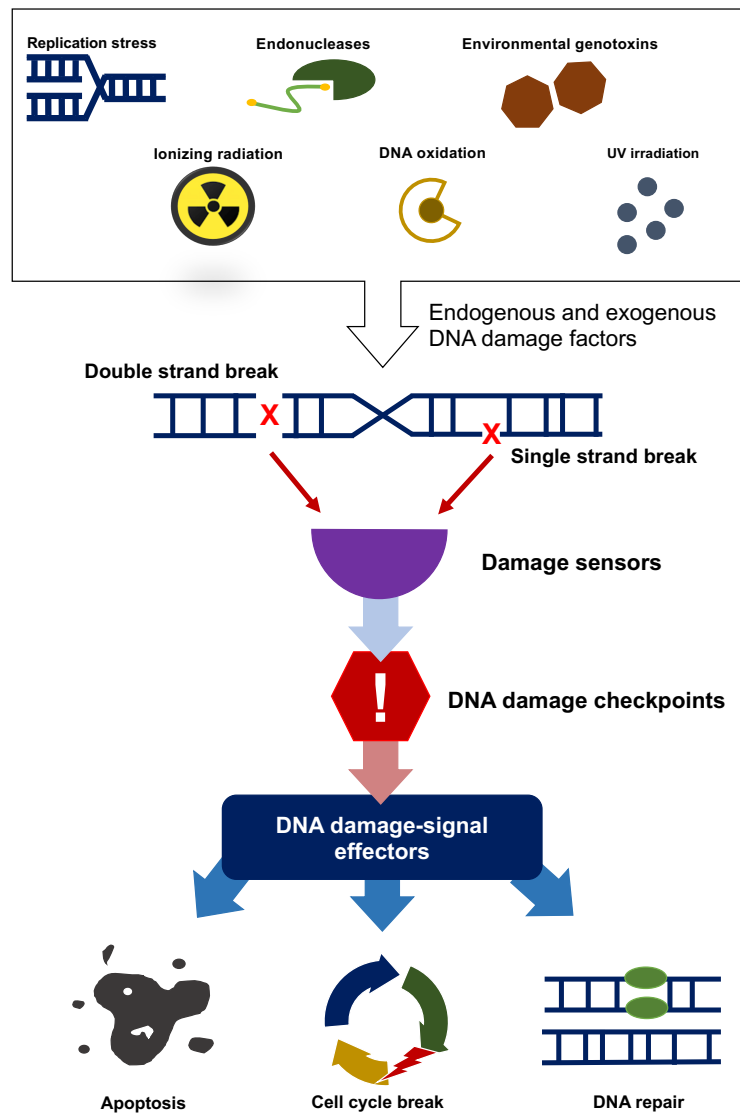 Replication stress
Endonucleases
Environmental genotoxins
Ionizing radiation
DNA oxidation
UV irradiation
Endogenous and exogenous
DNA damage factors
Double strand break
X
X
Single strand break
Damage sensors
!
DNA damage checkpoints
DNA damage-signal
effectors
Apoptosis
Cell cycle break
DNA repair